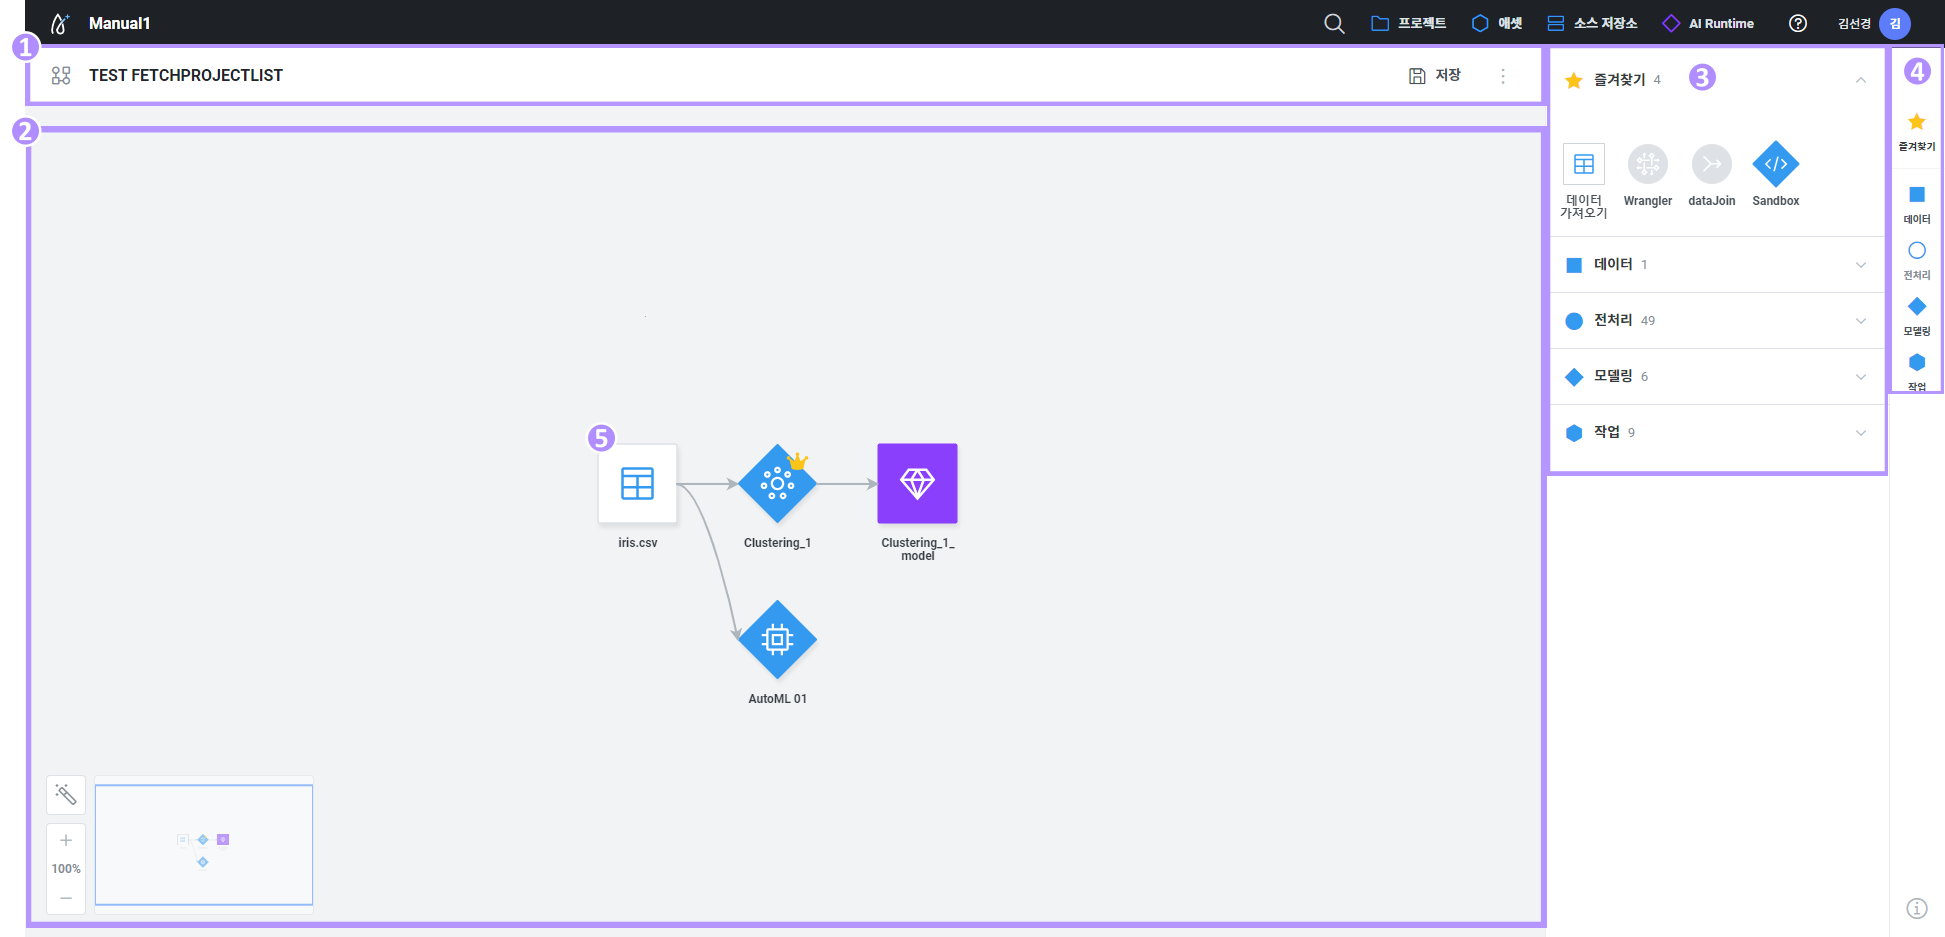 Manual1
프로젝트
애셋
소스 저장소
AI Runtime
김선경
김
1
TEST FETCHPROJECTLIST
저장
2
3
즐겨찾기 4
데이터
가져오기
Wrangler
dataJoin
Sandbox
데이터 1
전처리 49
모델링 6
작업 9
4
즐겨찾기
데이터
전처리
모델링
작업
5
iris.csv
Clustering_1
Clustering_1_
model
AutoML 01
100%